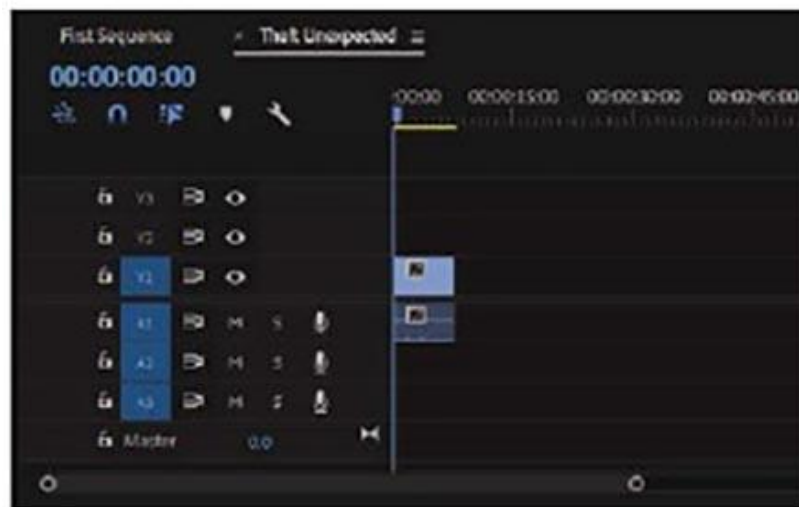 First Sequence × Theft Unexpected ≡
00:00:00:00
:00:00 00:00:15:00 00:00:30:00 00:00:45:00
V3
V2
V1
A1 M S
A2 M S
A3 M S
Master 0.0